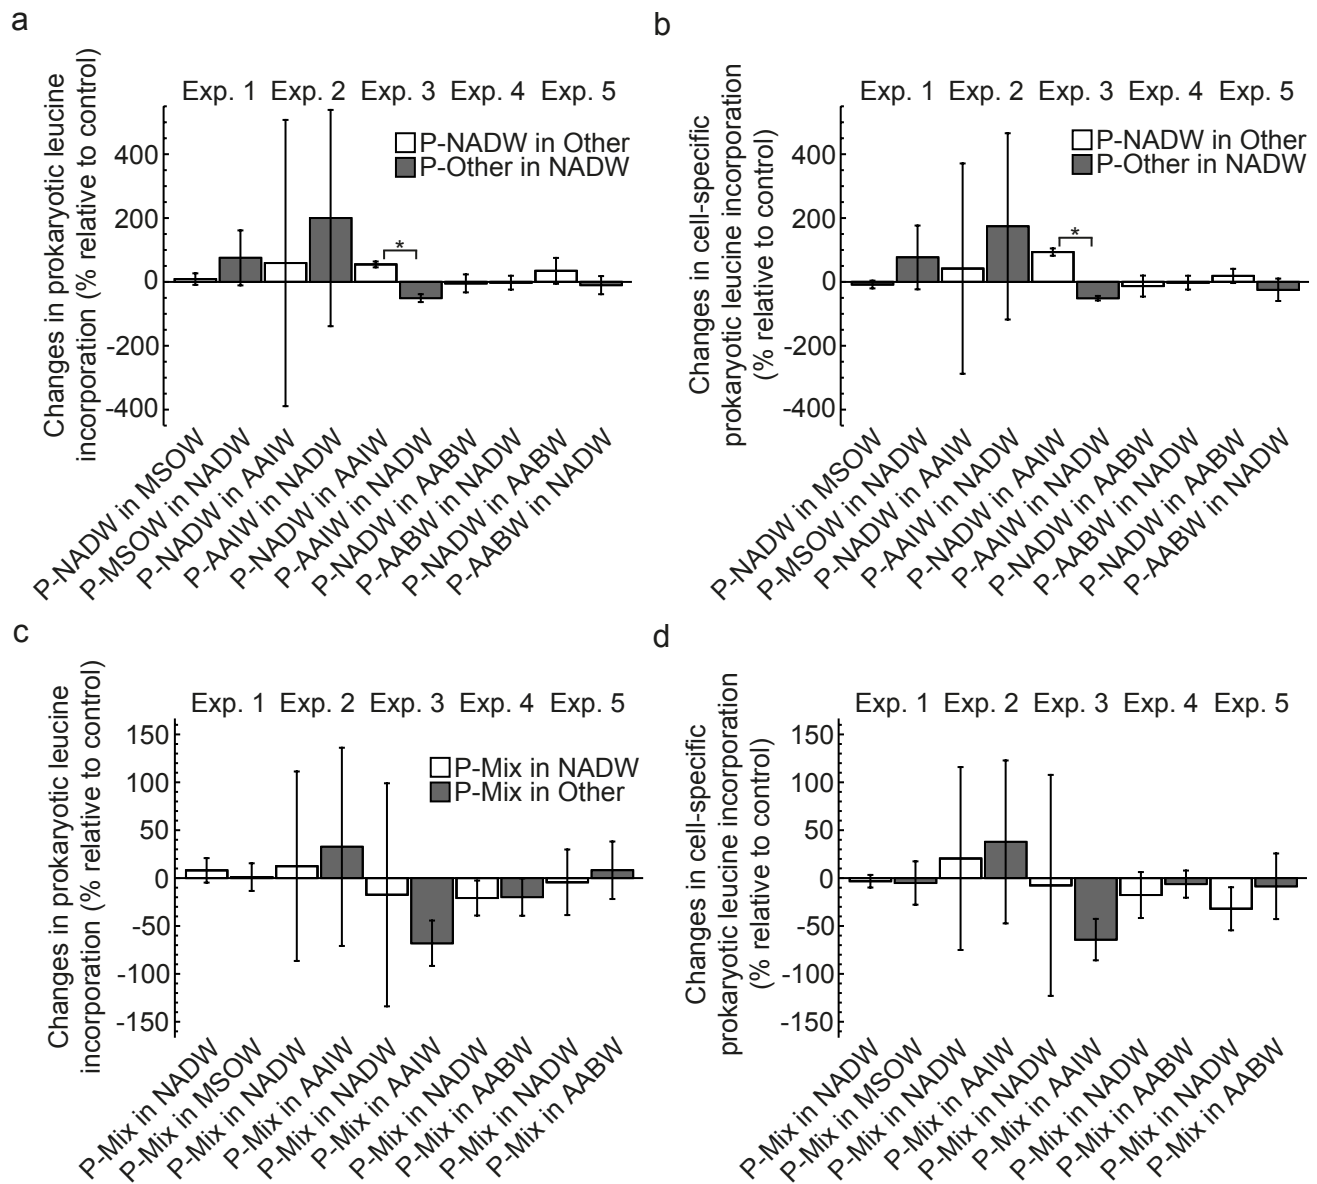 a
Changes in prokaryotic leucine
incorporation (% relative to control)
Exp. 1 Exp. 2 Exp. 3 Exp. 4 Exp. 5
P-NADW in Other
P-Other in NADW
*
400
200
0
-200
-400
P-NADW in MSOW
P-MSOW in NADW
P-NADW in AAIW
P-AAIW in NADW
P-NADW in AAIW
P-AAIW in NADW
P-NADW in AABW
P-AABW in NADW
P-NADW in AABW
P-AABW in NADW
b
Changes in cell-specific
prokaryotic leucine incorporation
(% relative to control)
Exp. 1 Exp. 2 Exp. 3 Exp. 4 Exp. 5
P-NADW in Other
P-Other in NADW
*
400
200
0
-200
-400
P-NADW in MSOW
P-MSOW in NADW
P-NADW in AAIW
P-AAIW in NADW
P-NADW in AAIW
P-AAIW in NADW
P-NADW in AABW
P-AABW in NADW
P-NADW in AABW
P-AABW in NADW
c
Changes in prokaryotic leucine
incorporation (% relative to control)
Exp. 1 Exp. 2 Exp. 3 Exp. 4 Exp. 5
P-Mix in NADW
P-Mix in Other
150
100
50
0
-50
-100
-150
P-Mix in NADW
P-Mix in MSOW
P-Mix in NADW
P-Mix in AAIW
P-Mix in NADW
P-Mix in AAIW
P-Mix in NADW
P-Mix in AABW
P-Mix in NADW
P-Mix in AABW
d
Changes in cell-specific
prokaryotic leucine incorporation
(% relative to control)
Exp. 1 Exp. 2 Exp. 3 Exp. 4 Exp. 5
150
100
50
0
-50
-100
-150
P-Mix in NADW
P-Mix in MSOW
P-Mix in NADW
P-Mix in AAIW
P-Mix in NADW
P-Mix in AAIW
P-Mix in NADW
P-Mix in AABW
P-Mix in NADW
P-Mix in AABW